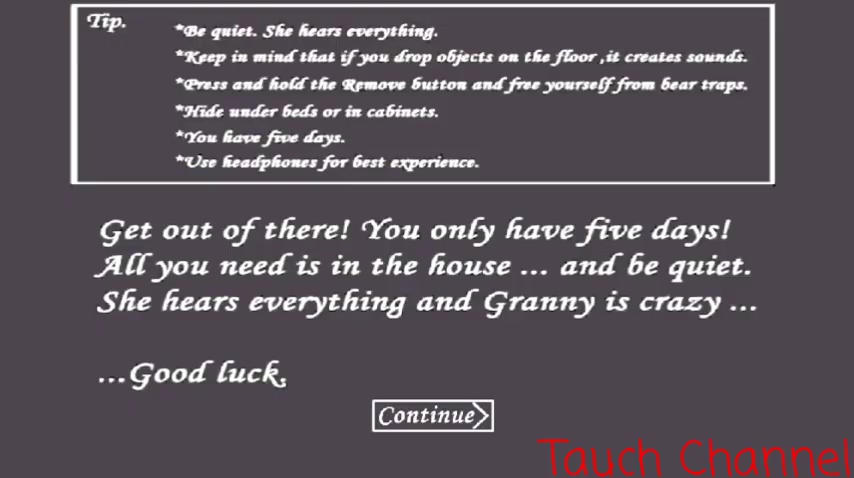 Tip.
*Be quiet. She hears everything.
*Keep in mind that if you drop objects on the floor ,it creates sounds.
*Press and hold the Remove button and free yourself from bear traps.
*Hide under beds or in cabinets.
*You have five days.
*Use headphones for best experience.
Get out of there! You only have five days!
All you need is in the house ... and be quiet.
She hears everything and Granny is crazy ...
...Good luck.
Continue
Tauch Channel